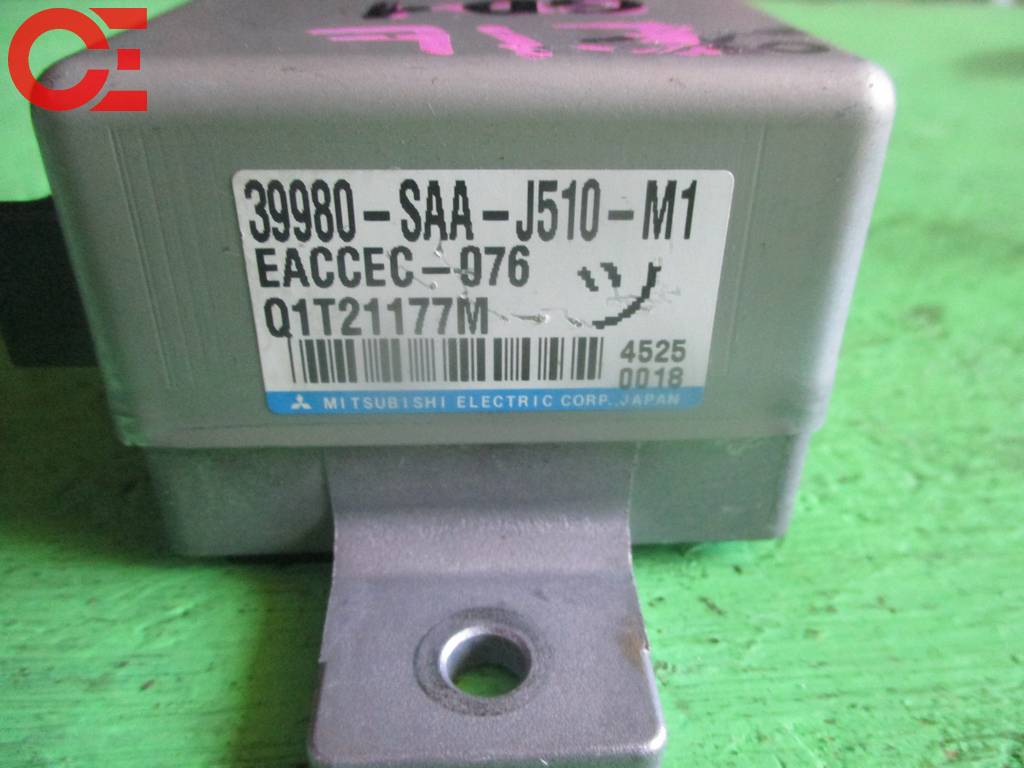 39980-SAA-J510-M1
EACCEC-076
Q1T21177M
4525
0018
MITSUBISHI ELECTRIC CORP. JAPAN